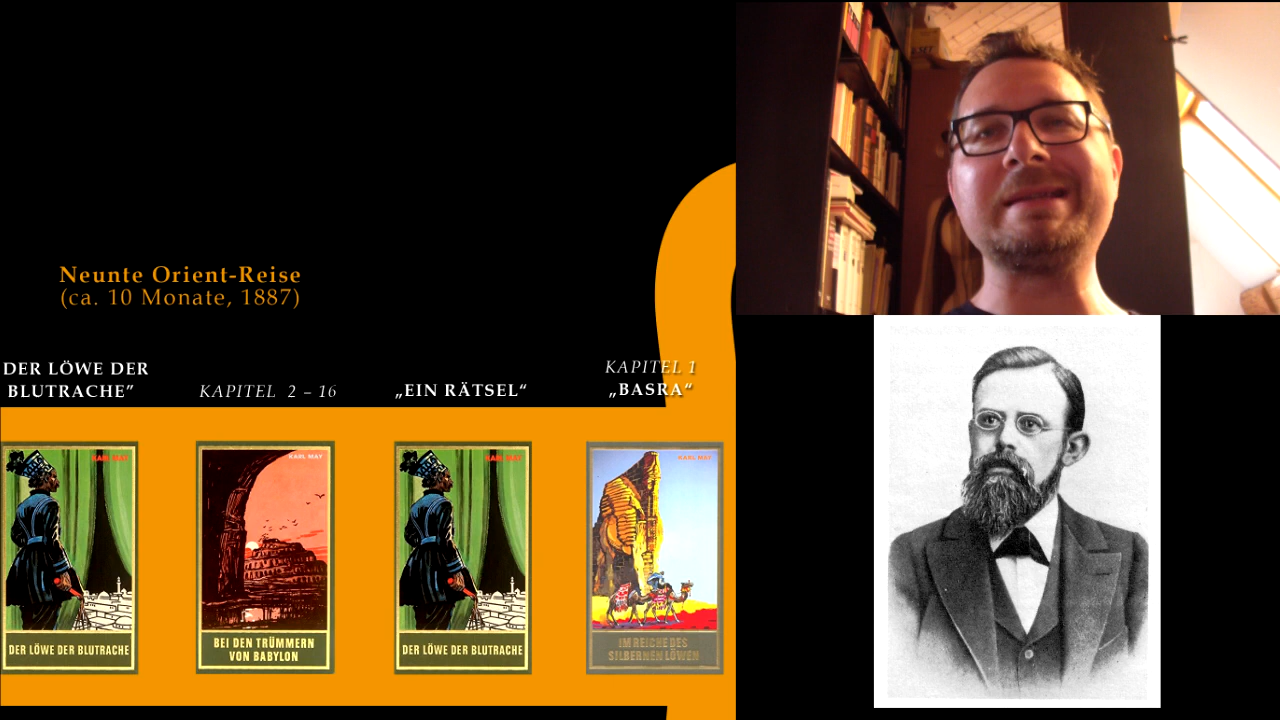 Neunte Orient-Reise
(ca. 10 Monate, 1887)
DER LÖWE DER
BLUTRACHE”
KAPITEL 2 – 16
„EIN RÄTSEL“
KAPITEL 1
„BASRA“
KARL MAY
DER LÖWE DER BLUTRACHE
KARL MAY
BEI DEN TRÜMMERN
VON BABYLON
KARL MAY
DER LÖWE DER BLUTRACHE
KARL MAY
IM REICHE DES
SILBERNEN LÖWEN